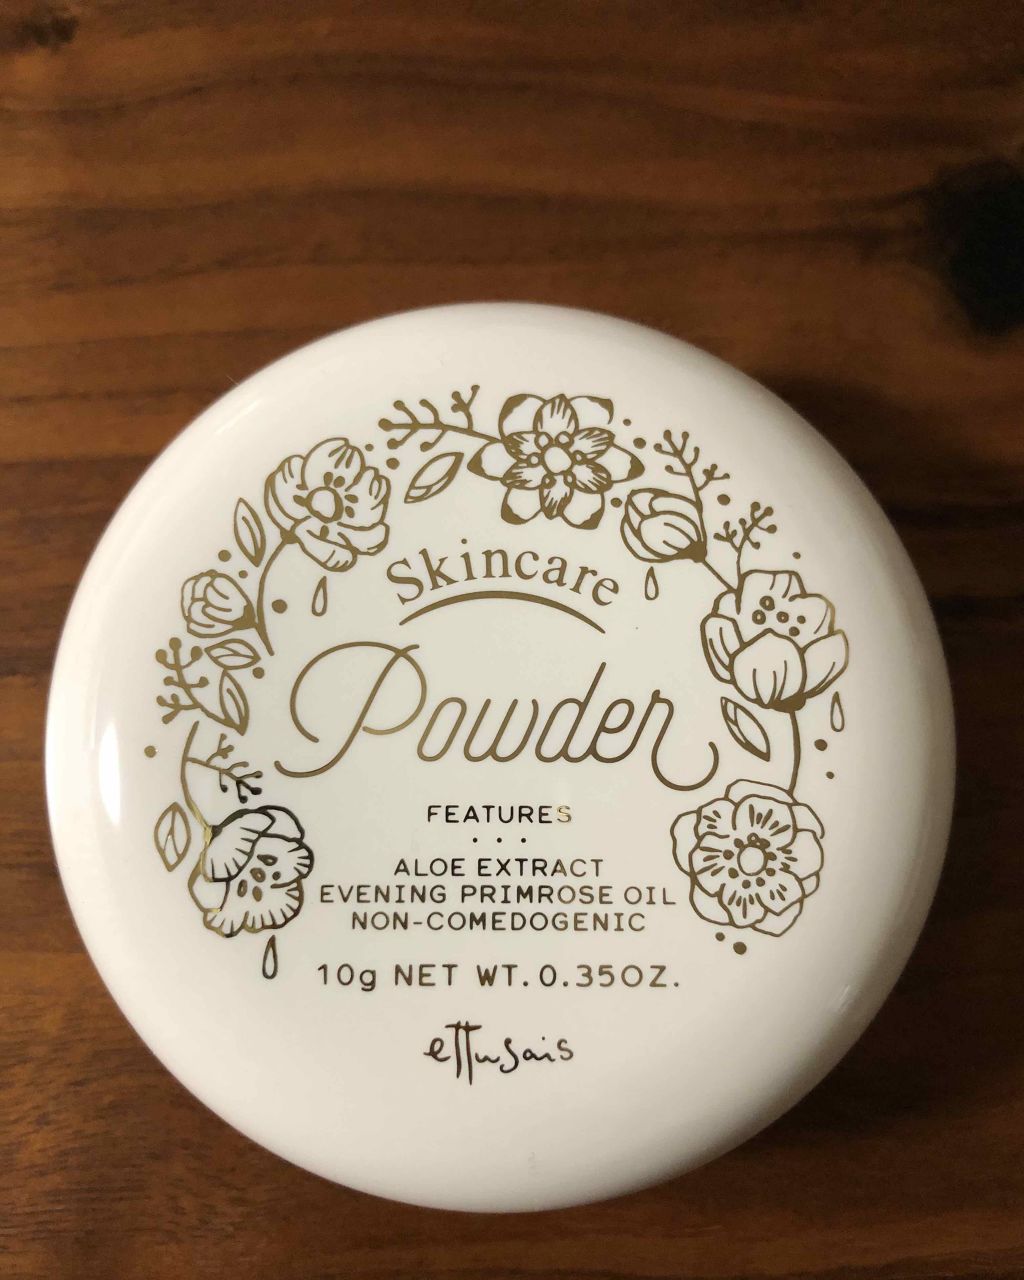 Skincare
Powder
FEATURES
...
ALOE EXTRACT
EVENING PRIMROSE OIL
NON-COMEDOGENIC
10g NET WT. 0.35OZ.
ettusais